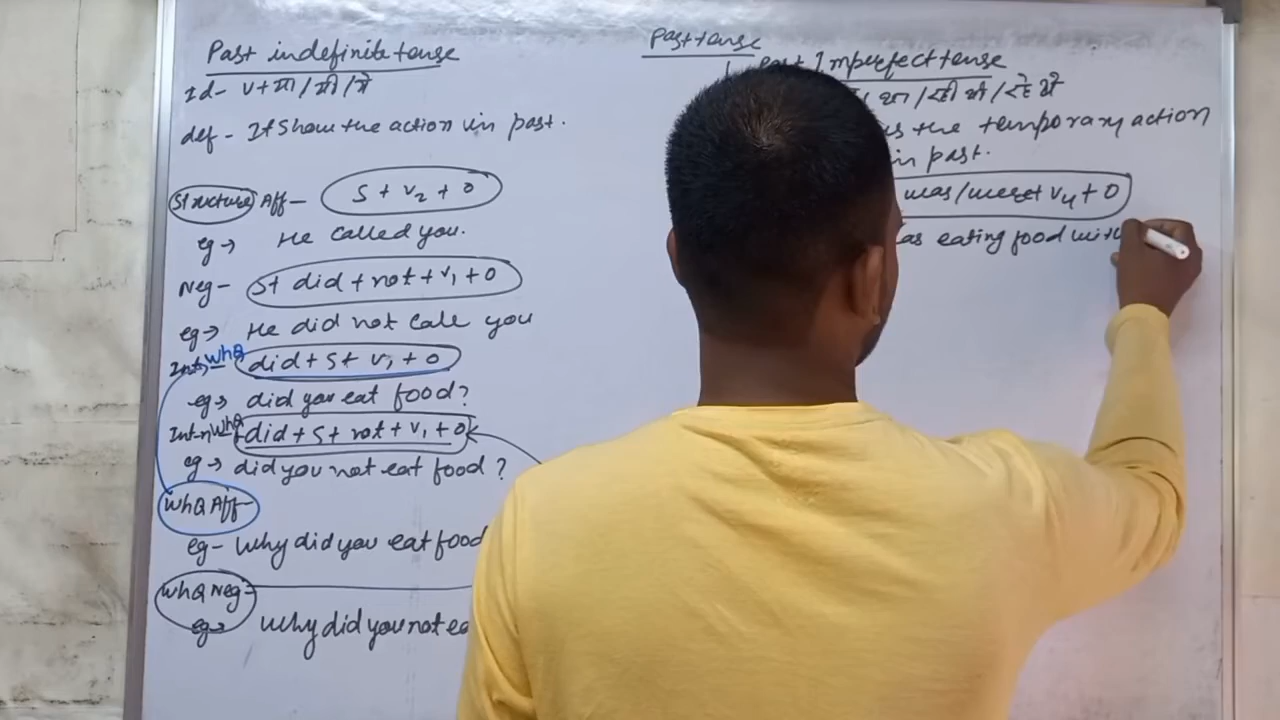 Past indefinite tense
Id- V+या/यी/ये
def - It Show the action in past.
Structure Aff- S + V2 + O
eg→ He called you.
Neg- S+ did + not + V1 + O
eg→ He did not call you
Int- WhQ did + S + V1 + O
eg→ did you eat food?
Int-n WhQ did + S + not + V1 + O
eg→ did you not eat food?
WhQ Aff-
eg- Why did you eat food
WhQ Neg-
eg→ Why did you not
Past tense
Past Imperfect tense
था/रही थी/रहे थे
the temporary action
in past.
was/were + V4 + O
eating food